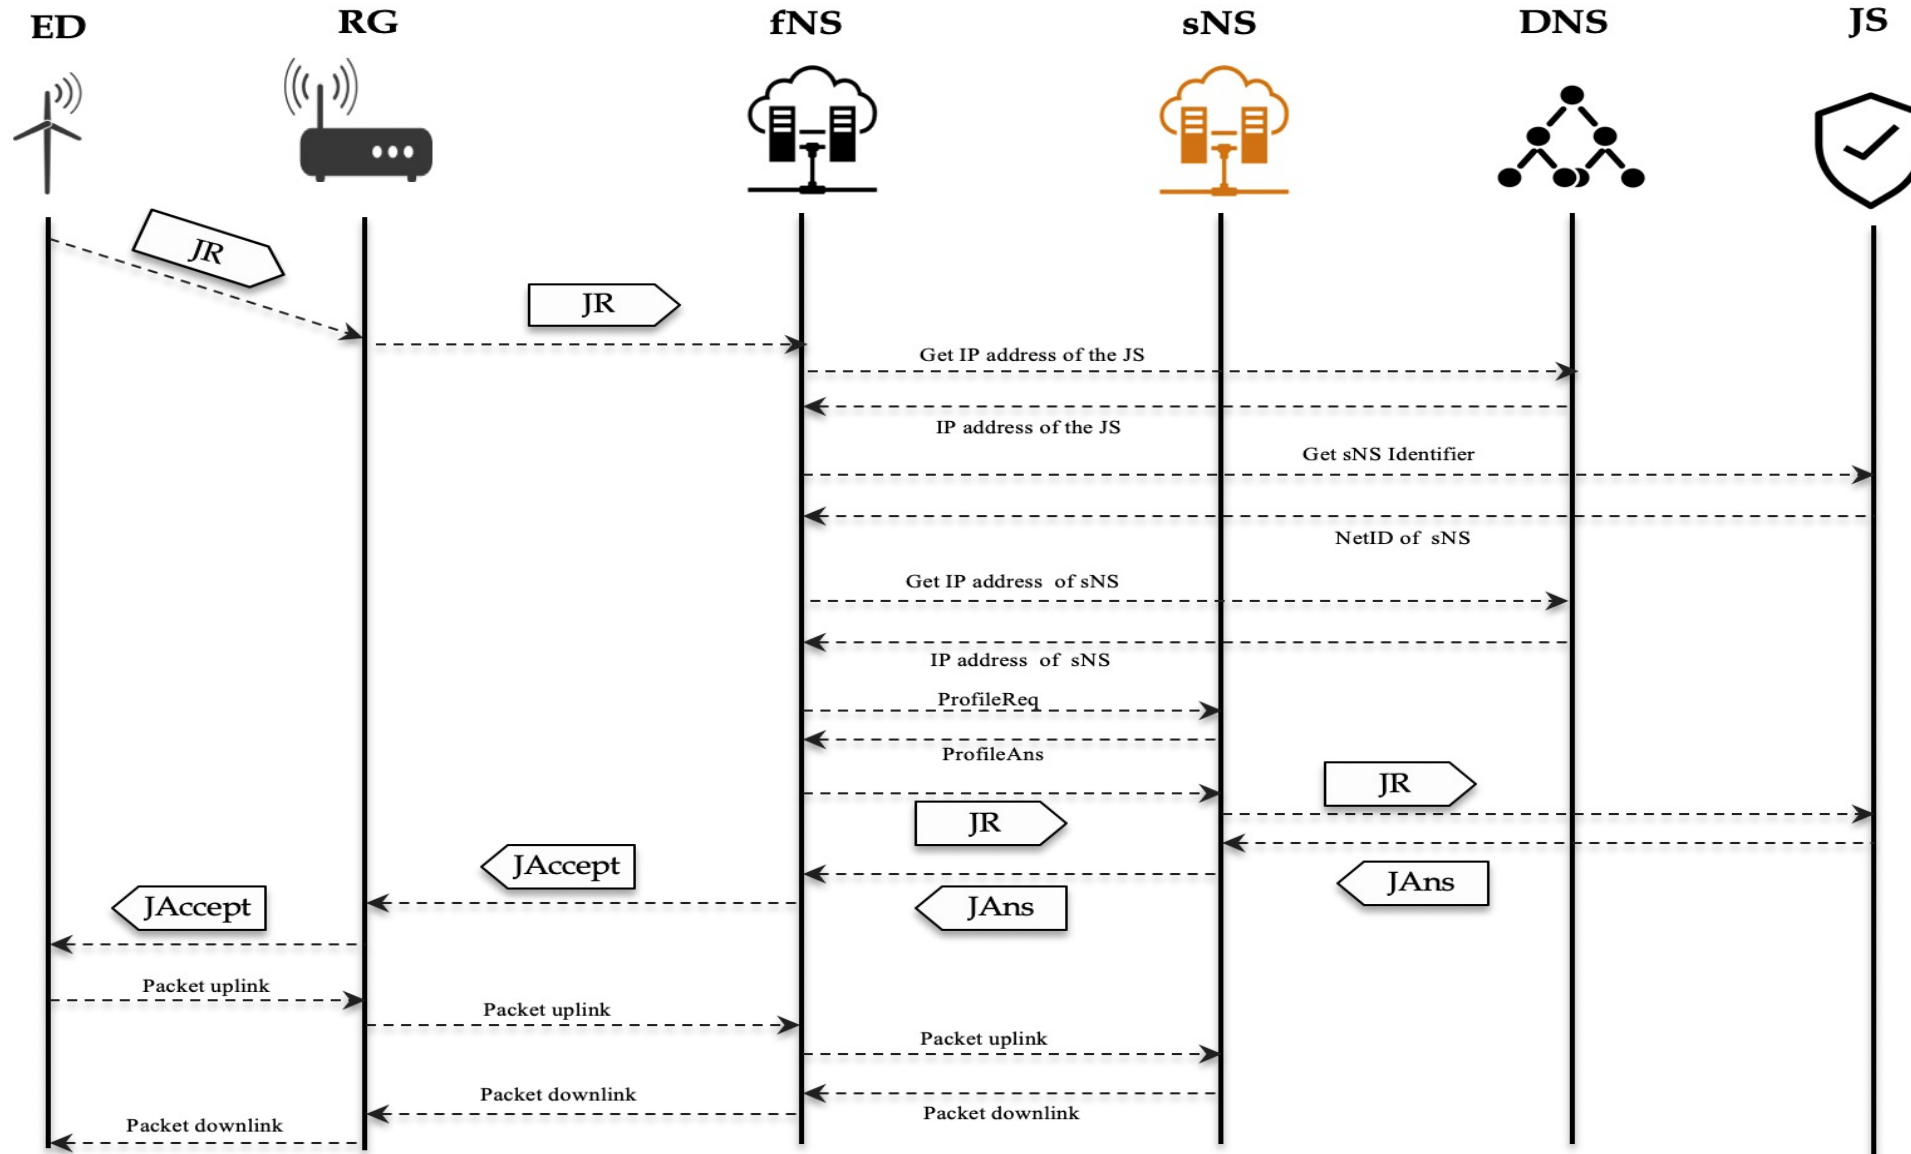 ED
RG
fNS
sNS
DNS
JS
JR
JR
Get IP address of the JS
IP address of the JS
Get sNS Identifier
NetID of sNS
Get IP address of sNS
IP address of sNS
ProfileReq
ProfileAns
JR
JR
JAns
JAns
JAccept
JAccept
Packet uplink
Packet uplink
Packet uplink
Packet downlink
Packet downlink
Packet downlink